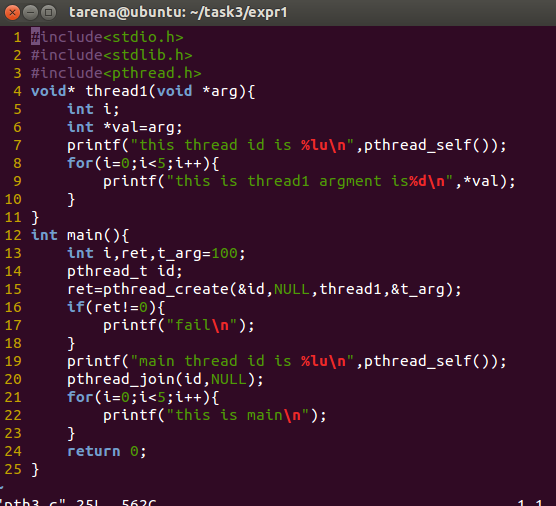 tarena@ubuntu: ~/task3/expr1
1 #include<stdio.h>
2 #include<stdlib.h>
3 #include<pthread.h>
4 void* thread1(void *arg){
5     int i;
6     int *val=arg;
7     printf("this thread id is %lu\n",pthread_self());
8     for(i=0;i<5;i++){
9         printf("this is thread1 argment is%d\n",*val);
10     }
11 }
12 int main(){
13     int i,ret,t_arg=100;
14     pthread_t id;
15     ret=pthread_create(&id,NULL,thread1,&t_arg);
16     if(ret!=0){
17         printf("fail\n");
18     }
19     printf("main thread id is %lu\n",pthread_self());
20     pthread_join(id,NULL);
21     for(i=0;i<5;i++){
22         printf("this is main\n");
23     }
24     return 0;
25 }
~
"pth3.c" 25L, 562C 1,1